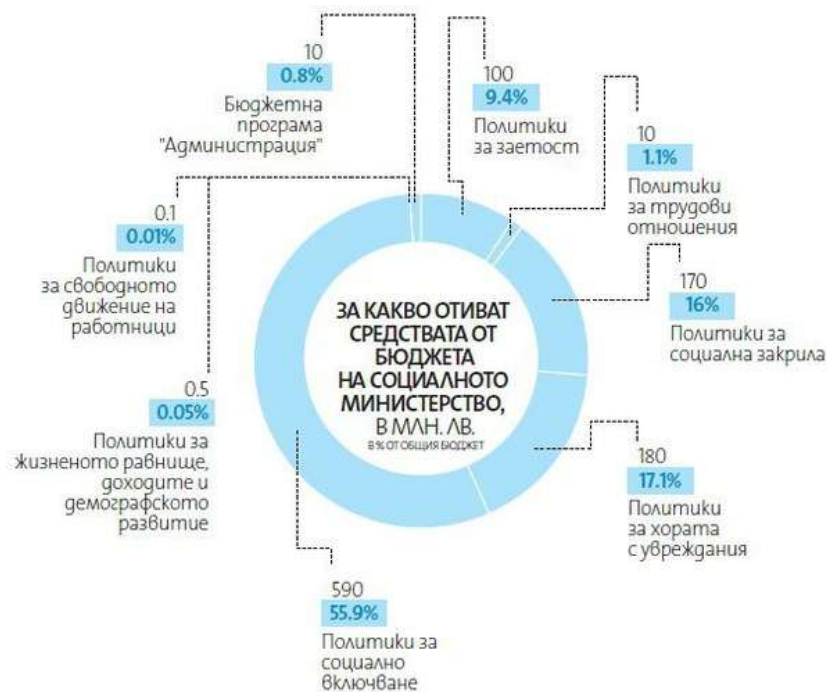 ЗА КАКВО ОТИВАТ
СРЕДСТВАТА ОТ
БЮДЖЕТА
НА СОЦИАЛНОТО
МИНИСТЕРСТВО,
В МЛН. ЛВ.
В % ОТ ОБЩИЯ БЮДЖЕТ
100
9.4%
Политики
за заетост
10
1.1%
Политики
за трудови
отношения
170
16%
Политики за
социална закрила
180
17.1%
Политики
за хората
с увреждания
590
55.9%
Политики за
социално
включване
0.5
0.05%
Политики за
жизненото равнище,
доходите и
демографското
развитие
0.1
0.01%
Политики
за свободното
движение на
работници
10
0.8%
Бюджетна
програма
"Администрация"